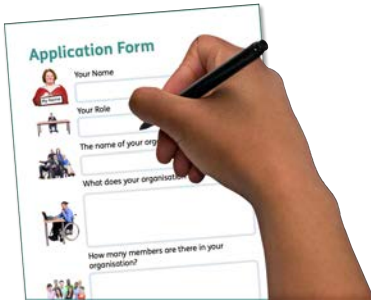 Application Form
Your Name
My Name
Your Role
The name of your org
What does your organisation
How many members are there in your
organisation?